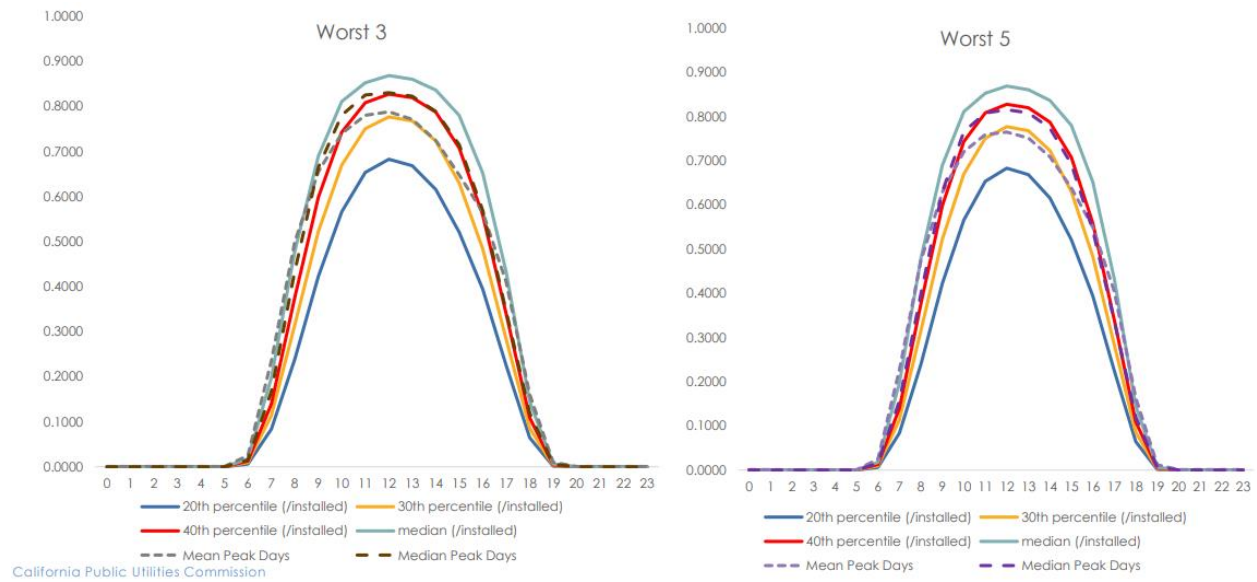 Worst 3
1.0000
0.9000
0.8000
0.7000
0.6000
0.5000
0.4000
0.3000
0.2000
0.1000
0.0000
0 1 2 3 4 5 6 7 8 9 10 11 12 13 14 15 16 17 18 19 20 21 22 23
20th percentile (/installed) 30th percentile (/installed)
40th percentile (/installed) median (/installed)
Mean Peak Days Median Peak Days
California Public Utilities Commission
Worst 5
1.0000
0.9000
0.8000
0.7000
0.6000
0.5000
0.4000
0.3000
0.2000
0.1000
0.0000
0 1 2 3 4 5 6 7 8 9 10 11 12 13 14 15 16 17 18 19 20 21 22 23
20th percentile (/installed) 30th percentile (/installed)
40th percentile (/installed) median (/installed)
Mean Peak Days Median Peak Days